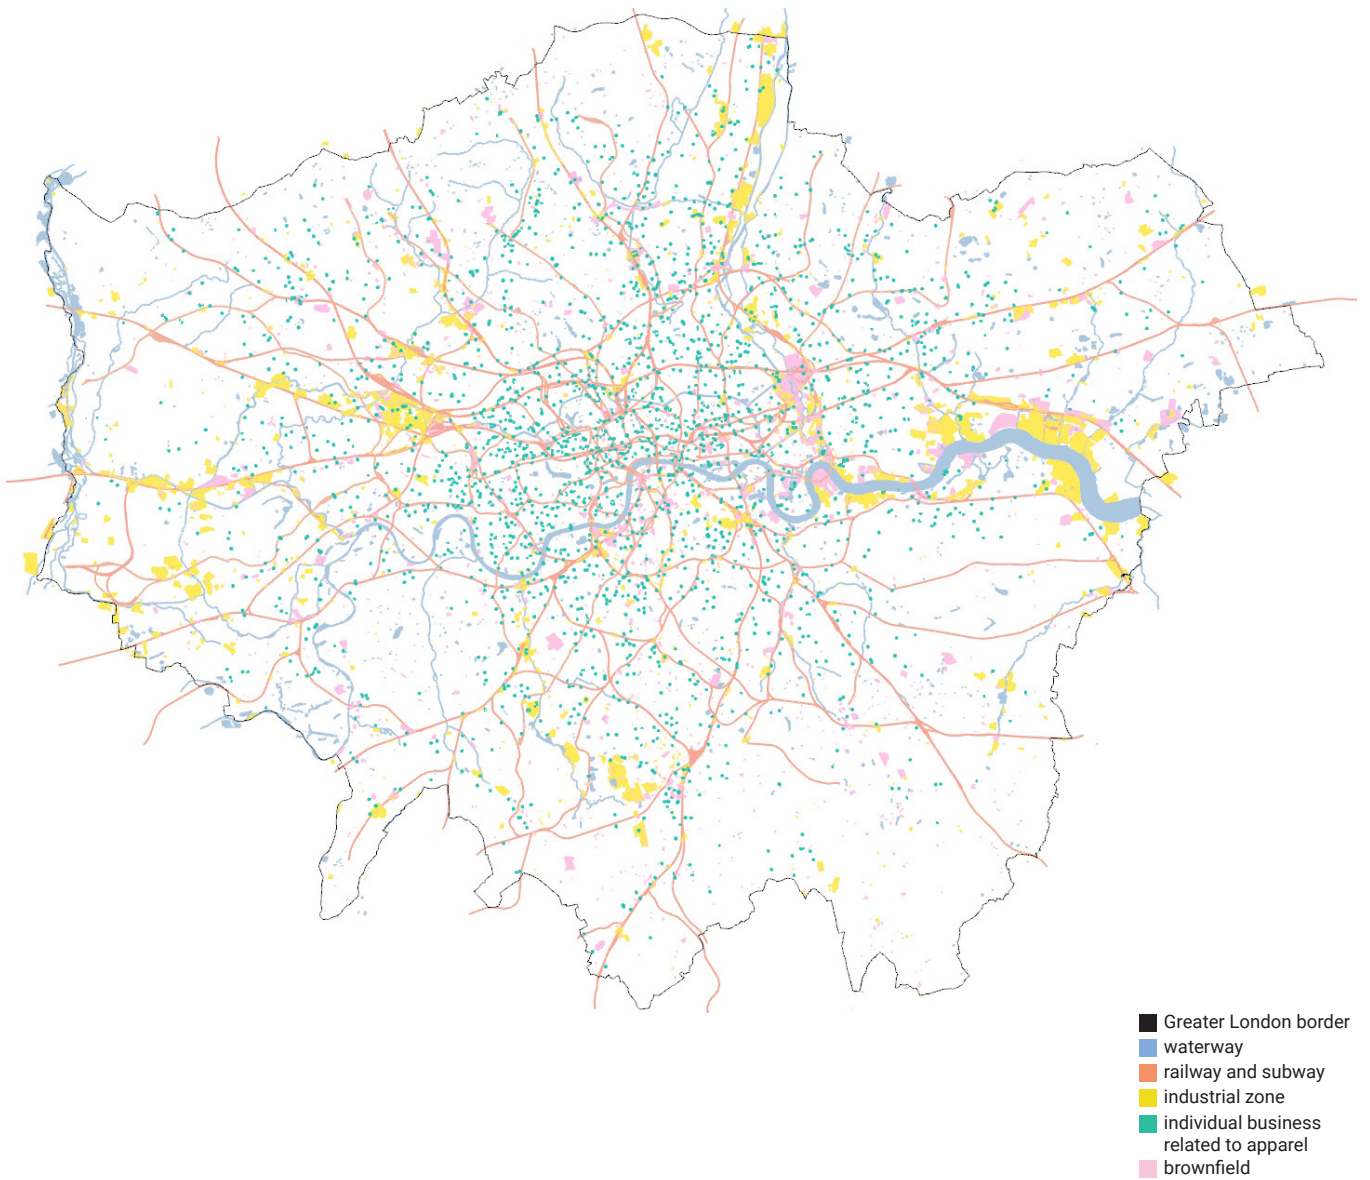 Greater London border
waterway
railway and subway
industrial zone
individual business
related to apparel
brownfield